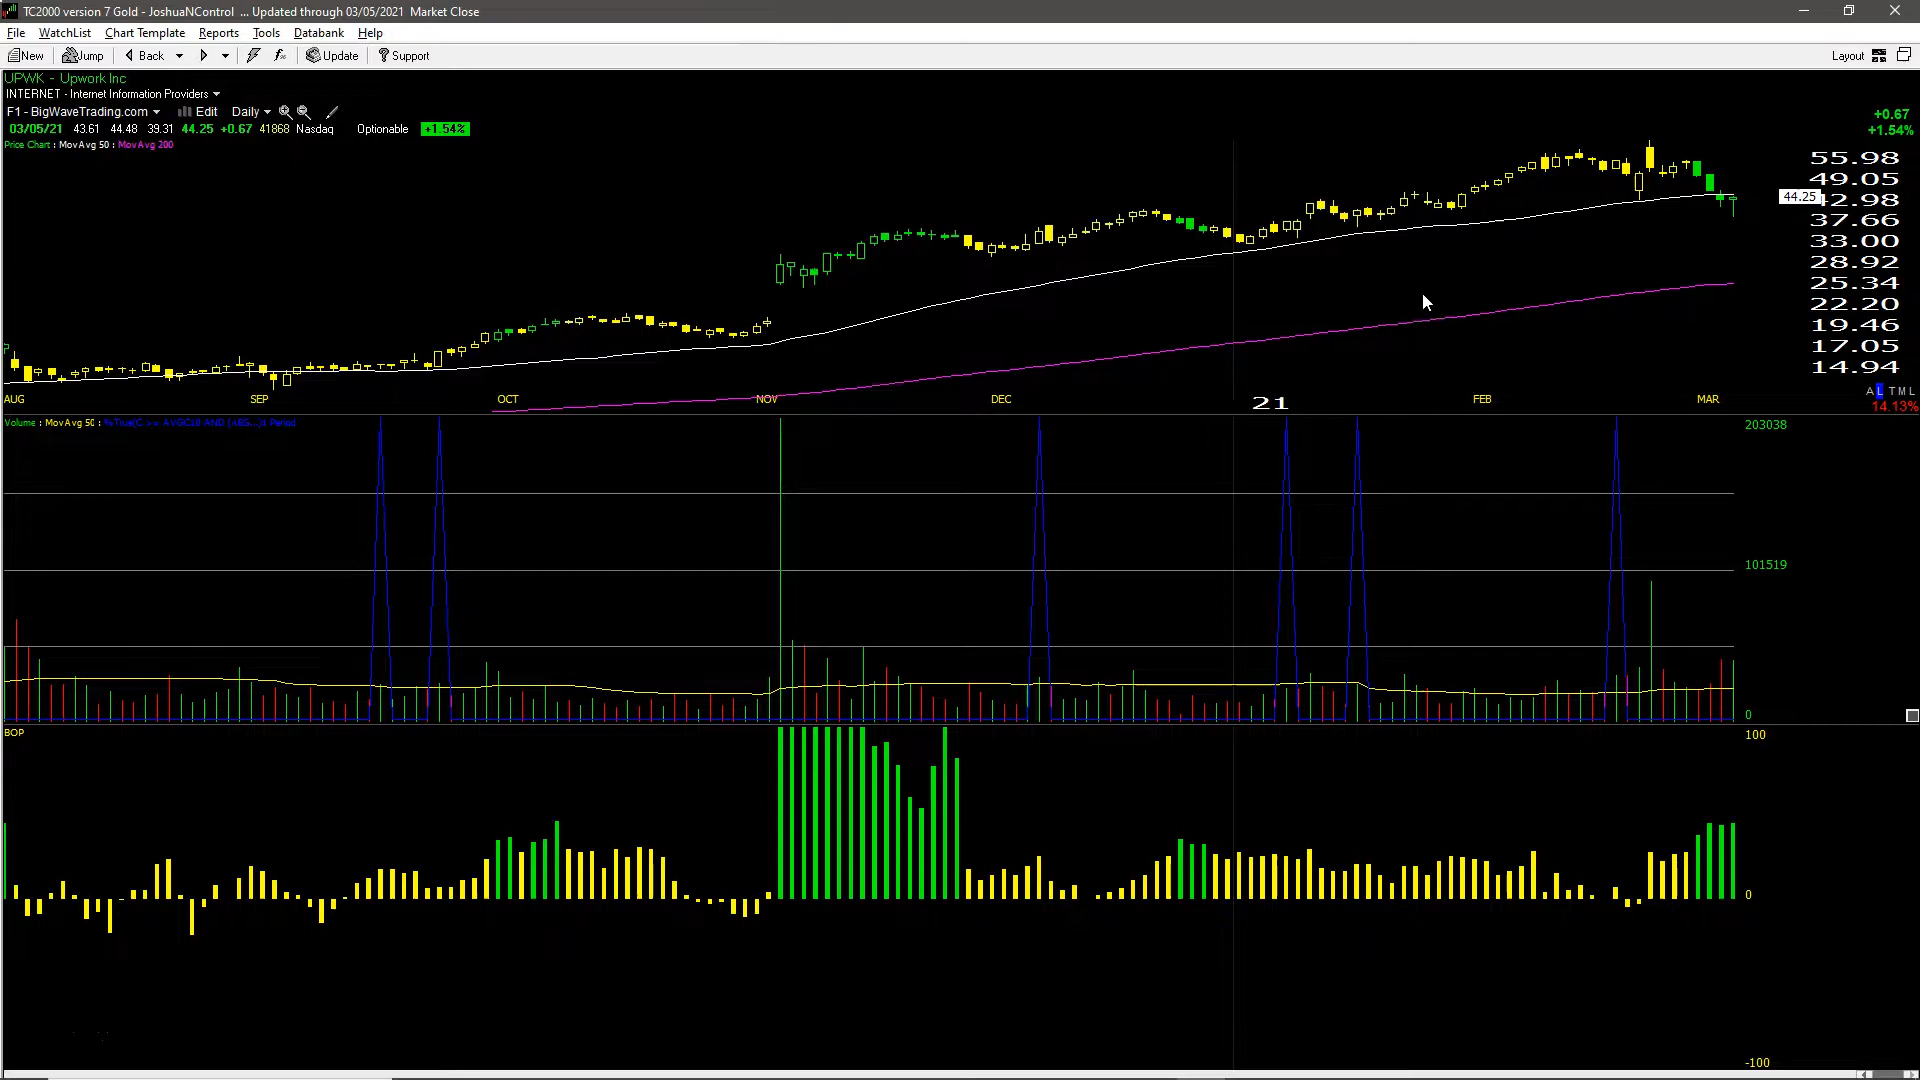 TC2000 version 7 Gold - JoshuaNControl ... Updated through 03/05/2021 Market Close
File WatchList Chart Template Reports Tools Databank Help
New Jump Back Update Support Layout
UPWK - Upwork Inc
INTERNET - Internet Information Providers
F1 - BigWaveTrading.com Edit Daily
03/05/21 43.61 44.48 39.31 44.25 +0.67 41868 Nasdaq Optionable +1.54%
+0.67
+1.54%
Price Chart : MovAvg 50 : MovAvg 200
55.98
49.05
44.25
42.98
37.66
33.00
28.92
25.34
22.20
19.46
17.05
14.94
A L T M L
AUG SEP OCT NOV DEC 21 FEB MAR
14.13%
Volume : MovAvg 50 :
203038
101519
0
BOP
100
0
-100